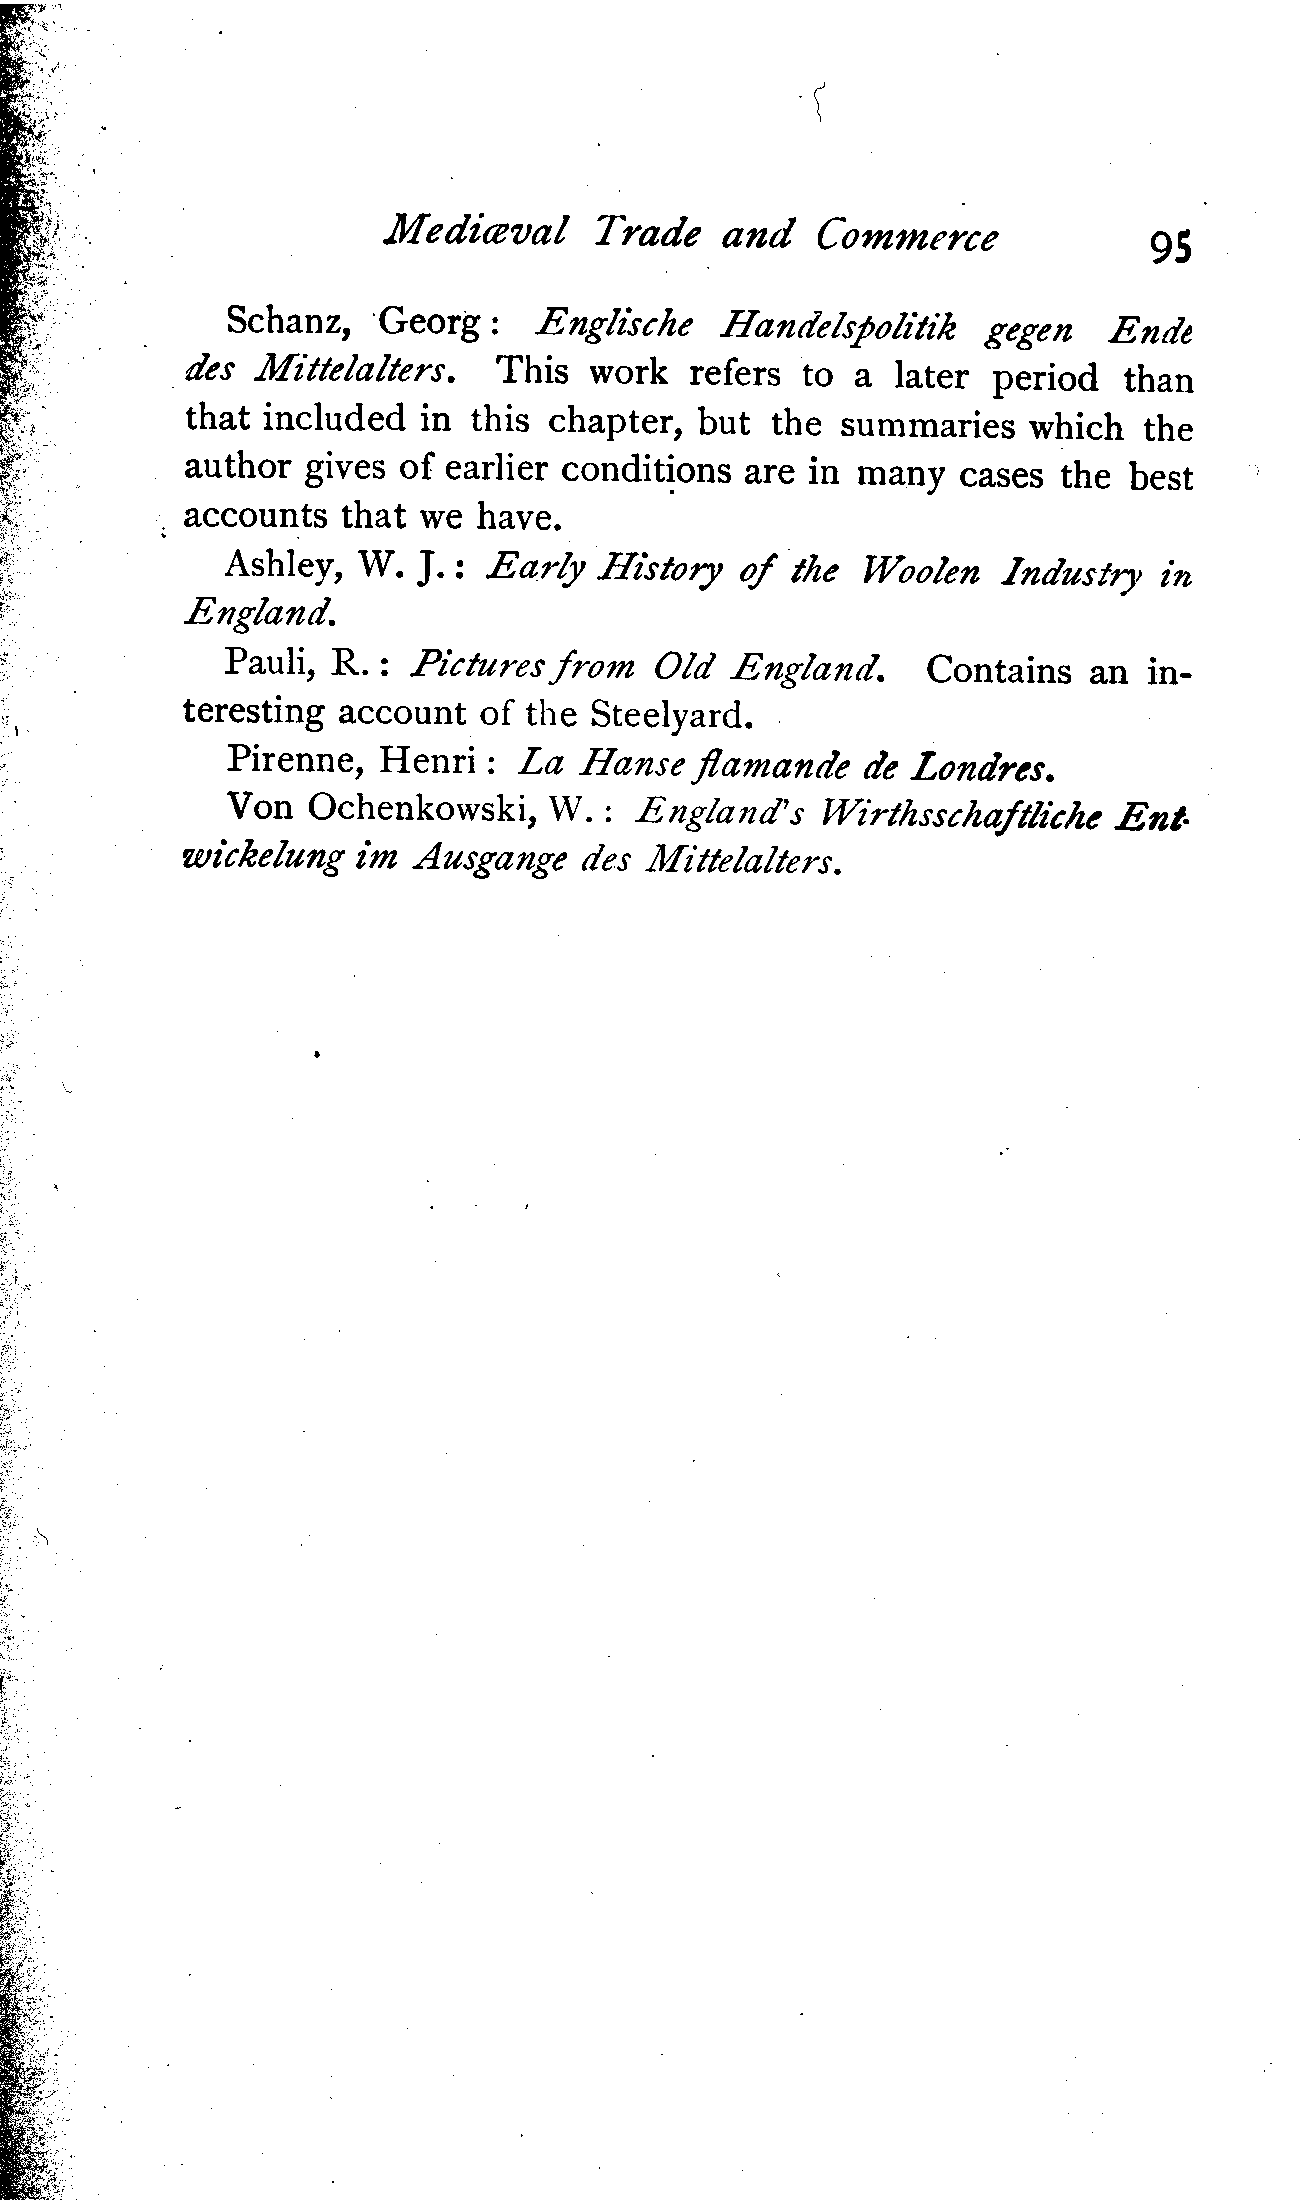 Mediæval Trade and Commerce 95
Schanz, Georg: Englische Handelspolitik gegen Ende
des Mittelalters. This work refers to a later period than
that included in this chapter, but the summaries which the
author gives of earlier conditions are in many cases the best
accounts that we have.
Ashley, W. J.: Early History of the Woolen Industry in
England.
Pauli, R.: Pictures from Old England. Contains an in-
teresting account of the Steelyard.
Pirenne, Henri: La Hanse flamande de Londres.
Von Ochenkowski, W.: England's Wirthsschaftliche Ent-
wickelung im Ausgange des Mittelalters.